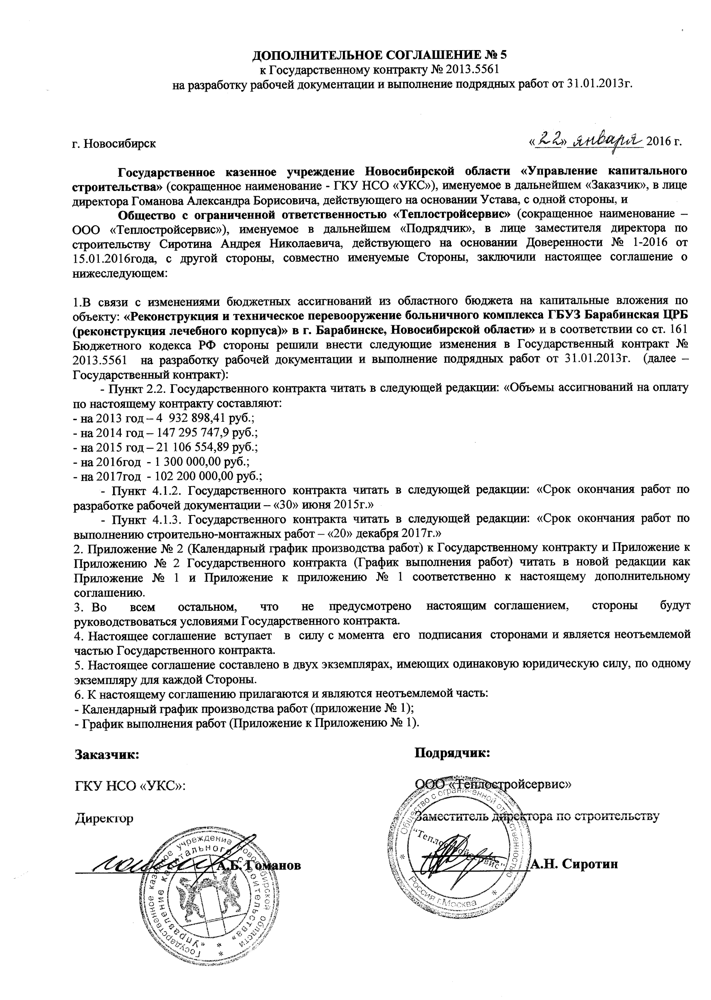 ДОПОЛНИТЕЛЬНОЕ СОГЛАШЕНИЕ № 5
к Государственному контракту № 2013.5561
на разработку рабочей документации и выполнение подрядных работ от 31.01.2013г.
г. Новосибирск «22» января 2016 г.
Государственное казенное учреждение Новосибирской области «Управление капитального
строительства» (сокращенное наименование - ГКУ НСО «УКС»), именуемое в дальнейшем «Заказчик», в лице
директора Гоманова Александра Борисовича, действующего на основании Устава, с одной стороны, и
Общество с ограниченной ответственностью «Теплостройсервис» (сокращенное наименование –
ООО «Теплостройсервис»), именуемое в дальнейшем «Подрядчик», в лице заместителя директора по
строительству Сиротина Андрея Николаевича, действующего на основании Доверенности № 1-2016 от
15.01.2016года, с другой стороны, совместно именуемые Стороны, заключили настоящее соглашение о
нижеследующем:
1.В связи с изменениями бюджетных ассигнований из областного бюджета на капитальные вложения по
объекту: «Реконструкция и техническое перевооружение больничного комплекса ГБУЗ Барабинская ЦРБ
(реконструкция лечебного корпуса)» в г. Барабинске, Новосибирской области» и в соответствии со ст. 161
Бюджетного кодекса РФ стороны решили внести следующие изменения в Государственный контракт №
2013.5561 на разработку рабочей документации и выполнение подрядных работ от 31.01.2013г. (далее –
Государственный контракт):
- Пункт 2.2. Государственного контракта читать в следующей редакции: «Объемы ассигнований на оплату
по настоящему контракту составляют:
- на 2013 год – 4 932 898,41 руб.;
- на 2014 год – 147 295 747,9 руб.;
- на 2015 год – 21 106 554,89 руб.;
- на 2016год - 1 300 000,00 руб.;
- на 2017год - 102 200 000,00 руб.;
- Пункт 4.1.2. Государственного контракта читать в следующей редакции: «Срок окончания работ по
разработке рабочей документации – «30» июня 2015г.»
- Пункт 4.1.3. Государственного контракта читать в следующей редакции: «Срок окончания работ по
выполнению строительно-монтажных работ – «20» декабря 2017г.»
2. Приложение № 2 (Календарный график производства работ) к Государственному контракту и Приложение к
Приложению № 2 Государственного контракта (График выполнения работ) читать в новой редакции как
Приложение № 1 и Приложение к приложению № 1 соответственно к настоящему дополнительному
соглашению.
3. Во всем остальном, что не предусмотрено настоящим соглашением, стороны будут
руководствоваться условиями Государственного контракта.
4. Настоящее соглашение вступает в силу с момента его подписания сторонами и является неотъемлемой
частью Государственного контракта.
5. Настоящее соглашение составлено в двух экземплярах, имеющих одинаковую юридическую силу, по одному
экземпляру для каждой Стороны.
6. К настоящему соглашению прилагаются и являются неотъемлемой часть:
- Календарный график производства работ (приложение № 1);
- График выполнения работ (Приложение к Приложению № 1).
Заказчик: Подрядчик:
ГКУ НСО «УКС»: ООО «Теплостройсервис»
Директор Заместитель директора по строительству
А.Б. Гоманов А.Н. Сиротин
Государственное казенное учреждение Новосибирской области
«Управление капитального строительства»
Общество с ограниченной ответственностью
"Теплостройсервис"
Россия г.Москва